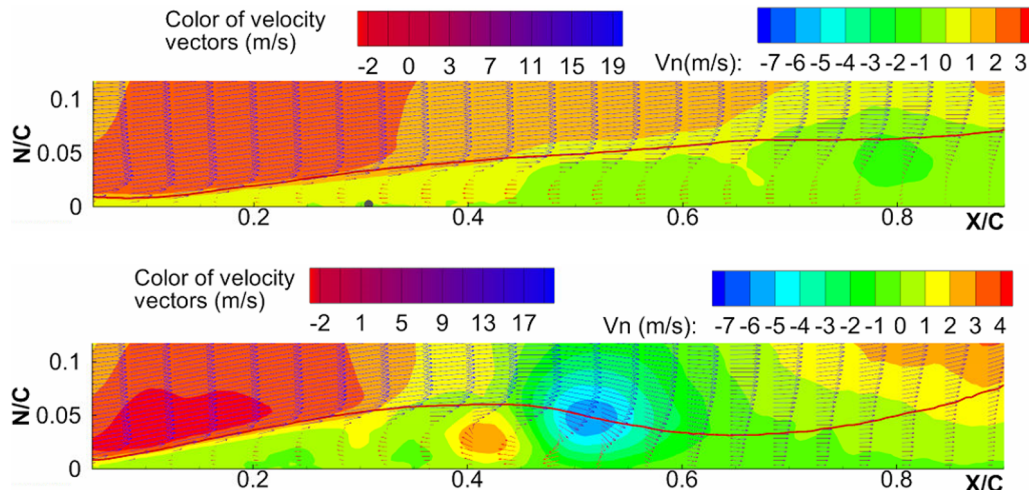 Color of velocity
vectors (m/s)
-2 0 3 7 11 15 19
Vn(m/s): -7 -6 -5 -4 -3 -2 -1 0 1 2 3
N/C
0.1
0.05
0
0.2 0.4 0.6 0.8 X/C
Color of velocity
vectors (m/s)
-2 1 5 9 13 17
Vn (m/s): -7 -6 -5 -4 -3 -2 -1 0 1 2 3 4
N/C
0.1
0.05
0
0.2 0.4 0.6 0.8 X/C